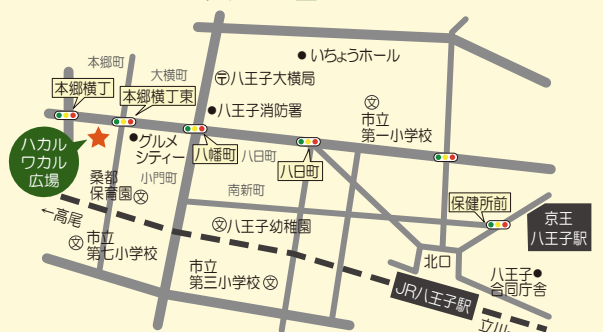 いちょうホール
本郷町
大横町
〒八王子大横局
本郷横丁
本郷横丁東
八王子消防署
文
市立
第一小学校
ハカル
ワカル
広場
グルメ
シティー
八幡町
八日町
八日町
桑都
保育園文
小門町
南新町
保健所前
京王
八王子駅
←高尾
文八王子幼稚園
文市立
第七小学校
北口
市立
第三小学校文
八王子
合同庁舎
JR八王子駅